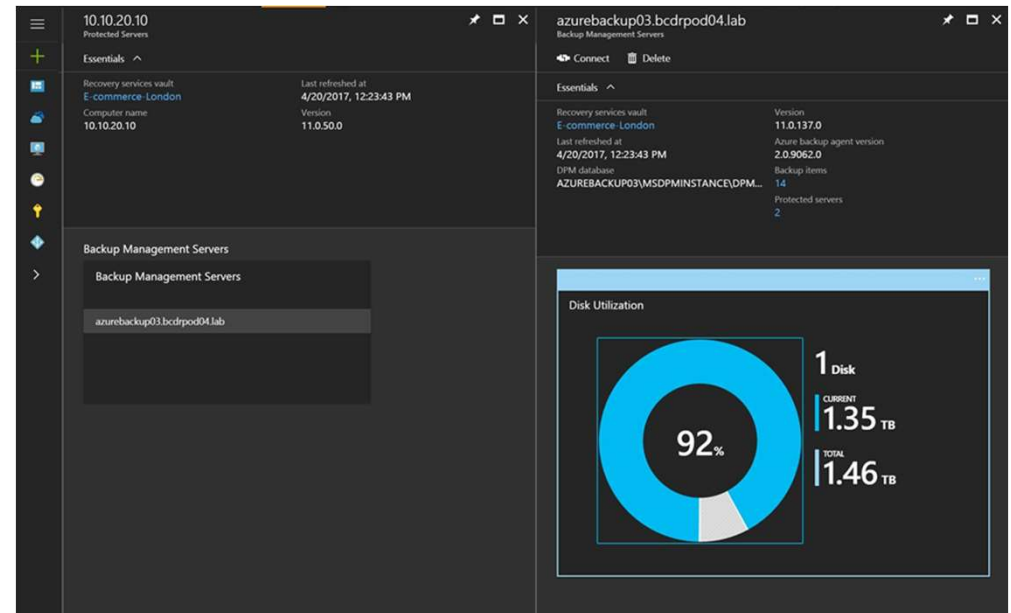 10.10.20.10
Protected Servers
Essentials
Recovery services vault
E-commerce-London
Last refreshed at
4/20/2017, 12:23:43 PM
Computer name
10.10.20.10
Version
11.0.50.0
Backup Management Servers
Backup Management Servers
azurebackup03.bcdrpod04.lab
azurebackup03.bcdrpod04.lab
Backup Management Servers
Connect
Delete
Essentials
Recovery services vault
E-commerce-London
Version
11.0.137.0
Last refreshed at
4/20/2017, 12:23:43 PM
Azure backup agent version
2.0.9062.0
DPM database
AZUREBACKUP03\MSDPMINSTANCE\DPM...
Backup items
14
Protected servers
2
Disk Utilization
92%
1 Disk
CURRENT
1.35 TB
TOTAL
1.46 TB